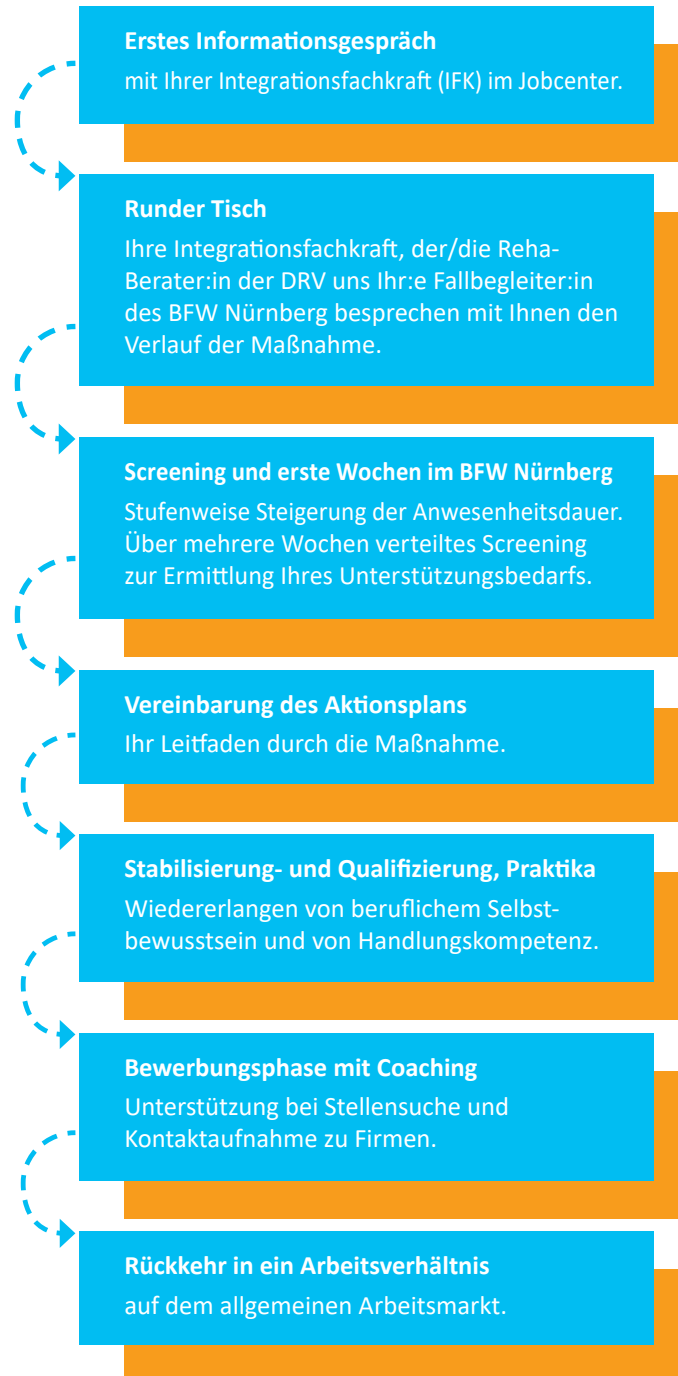 Erstes Informationsgespräch
mit Ihrer Integrationsfachkraft (IFK) im Jobcenter.
Runder Tisch
Ihre Integrationsfachkraft, der/die Reha-
Berater:in der DRV uns Ihr:e Fallbegleiter:in
des BFW Nürnberg besprechen mit Ihnen den
Verlauf der Maßnahme.
Screening und erste Wochen im BFW Nürnberg
Stufenweise Steigerung der Anwesenheitsdauer.
Über mehrere Wochen verteiltes Screening
zur Ermittlung Ihres Unterstützungsbedarfs.
Vereinbarung des Aktionsplans
Ihr Leitfaden durch die Maßnahme.
Stabilisierung- und Qualifizierung, Praktika
Wiedererlangen von beruflichem Selbst-
bewusstsein und von Handlungskompetenz.
Bewerbungsphase mit Coaching
Unterstützung bei Stellensuche und
Kontaktaufnahme zu Firmen.
Rückkehr in ein Arbeitsverhältnis
auf dem allgemeinen Arbeitsmarkt.